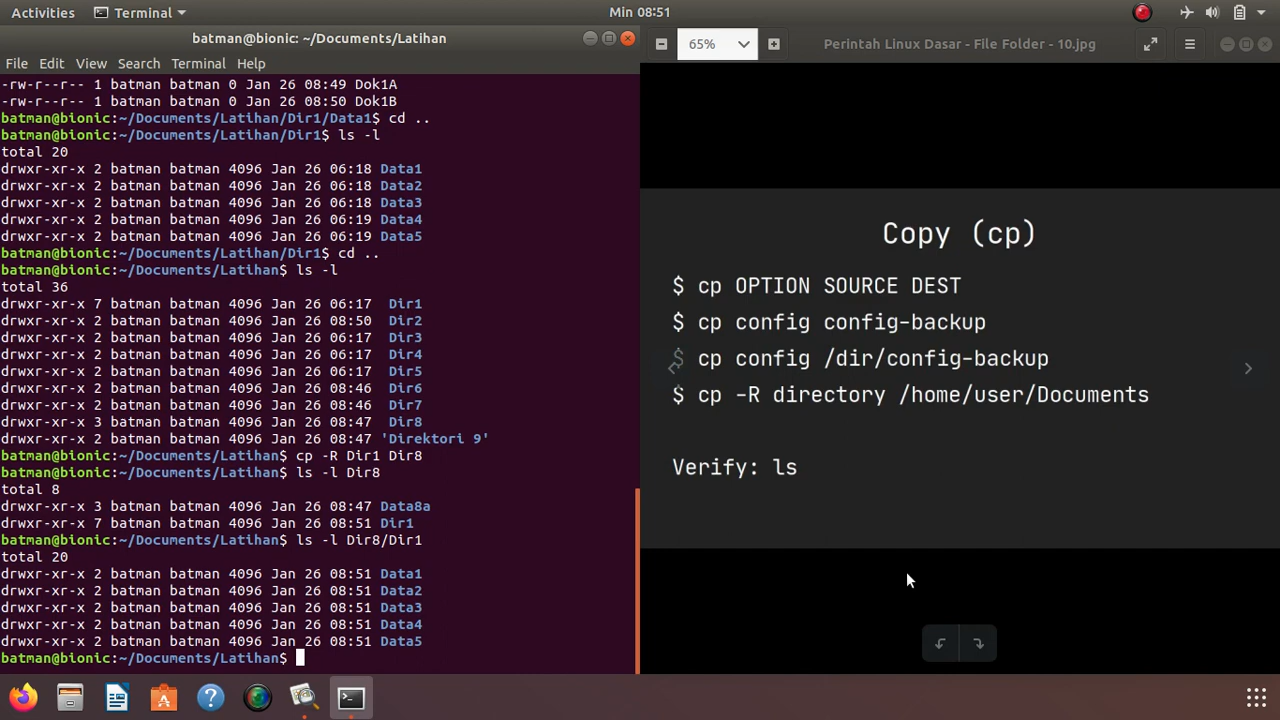 Activities
Terminal
Min 08:51
batman@bionic: ~/Documents/Latihan
File Edit View Search Terminal Help
-rw-r--r-- 1 batman batman 0 Jan 26 08:49 Dok1A
-rw-r--r-- 1 batman batman 0 Jan 26 08:50 Dok1B
batman@bionic:~/Documents/Latihan/Dir1/Data1$ cd ..
batman@bionic:~/Documents/Latihan/Dir1$ ls -l
total 20
drwxr-xr-x 2 batman batman 4096 Jan 26 06:18 Data1
drwxr-xr-x 2 batman batman 4096 Jan 26 06:18 Data2
drwxr-xr-x 2 batman batman 4096 Jan 26 06:18 Data3
drwxr-xr-x 2 batman batman 4096 Jan 26 06:19 Data4
drwxr-xr-x 2 batman batman 4096 Jan 26 06:19 Data5
batman@bionic:~/Documents/Latihan/Dir1$ cd ..
batman@bionic:~/Documents/Latihan$ ls -l
total 36
drwxr-xr-x 7 batman batman 4096 Jan 26 06:17  Dir1
drwxr-xr-x 2 batman batman 4096 Jan 26 08:50  Dir2
drwxr-xr-x 2 batman batman 4096 Jan 26 06:17  Dir3
drwxr-xr-x 2 batman batman 4096 Jan 26 06:17  Dir4
drwxr-xr-x 2 batman batman 4096 Jan 26 06:17  Dir5
drwxr-xr-x 2 batman batman 4096 Jan 26 08:46  Dir6
drwxr-xr-x 2 batman batman 4096 Jan 26 08:46  Dir7
drwxr-xr-x 3 batman batman 4096 Jan 26 08:47  Dir8
drwxr-xr-x 2 batman batman 4096 Jan 26 08:47 'Direktori 9'
batman@bionic:~/Documents/Latihan$ cp -R Dir1 Dir8
batman@bionic:~/Documents/Latihan$ ls -l Dir8
total 8
drwxr-xr-x 3 batman batman 4096 Jan 26 08:47 Data8a
drwxr-xr-x 7 batman batman 4096 Jan 26 08:51 Dir1
batman@bionic:~/Documents/Latihan$ ls -l Dir8/Dir1
total 20
drwxr-xr-x 2 batman batman 4096 Jan 26 08:51 Data1
drwxr-xr-x 2 batman batman 4096 Jan 26 08:51 Data2
drwxr-xr-x 2 batman batman 4096 Jan 26 08:51 Data3
drwxr-xr-x 2 batman batman 4096 Jan 26 08:51 Data4
drwxr-xr-x 2 batman batman 4096 Jan 26 08:51 Data5
batman@bionic:~/Documents/Latihan$
65%
Perintah Linux Dasar - File Folder - 10.jpg
Copy (cp)
$ cp OPTION SOURCE DEST
$ cp config config-backup
$ cp config /dir/config-backup
$ cp -R directory /home/user/Documents
Verify: ls